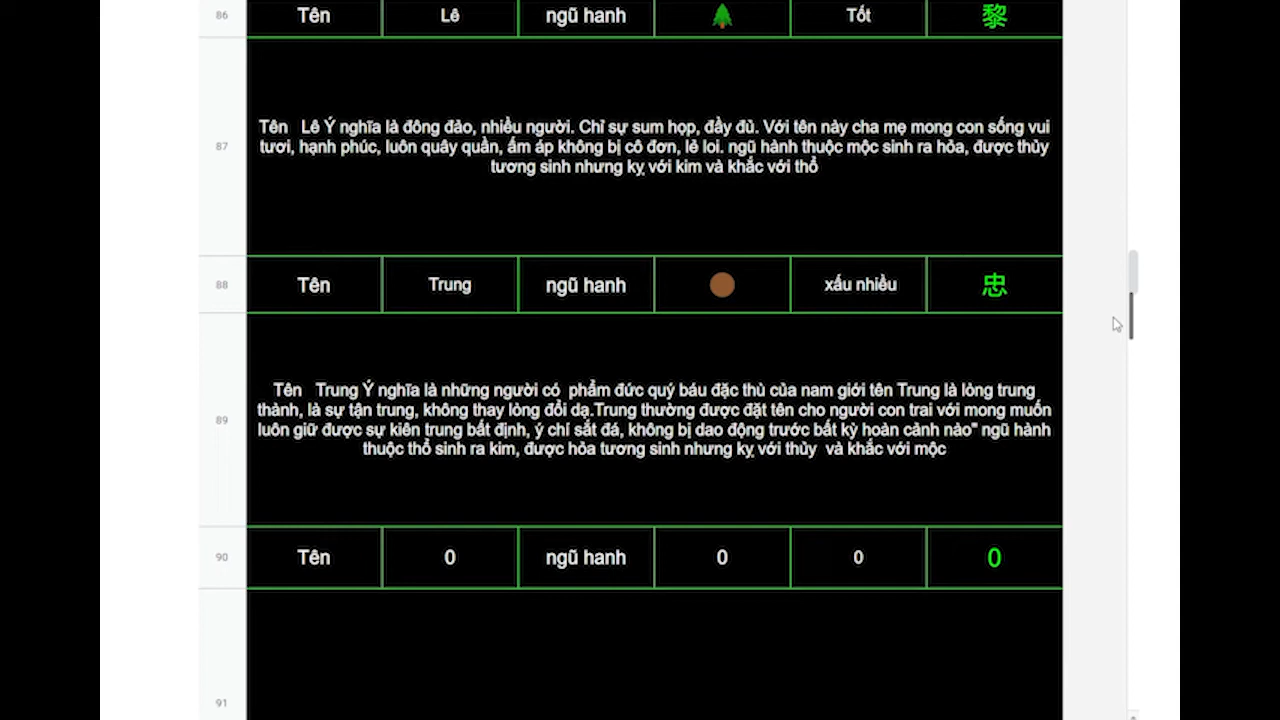 86 Tên Lê ngũ hanh Tốt 黎
87
Tên Lê Ý nghĩa là đông đảo, nhiều người. Chỉ sự sum họp, đầy đủ. Với tên này cha mẹ mong con sống vui
tươi, hạnh phúc, luôn quây quần, ấm áp không bị cô đơn, lẻ loi. ngũ hành thuộc mộc sinh ra hỏa, được thủy
tương sinh nhưng kỵ với kim và khắc với thổ
88 Tên Trung ngũ hanh xấu nhiều 忠
89
Tên Trung Ý nghĩa là những người có phẩm đức quý báu đặc thù của nam giới tên Trung là lòng trung
thành, là sự tận trung, không thay lòng đổi dạ.Trung thường được đặt tên cho người con trai với mong muốn
luôn giữ được sự kiên trung bất định, ý chí sắt đá, không bị dao động trước bất kỳ hoàn cảnh nào" ngũ hành
thuộc thổ sinh ra kim, được hỏa tương sinh nhưng kỵ với thủy và khắc với mộc
90 Tên 0 ngũ hanh 0 0 0
91